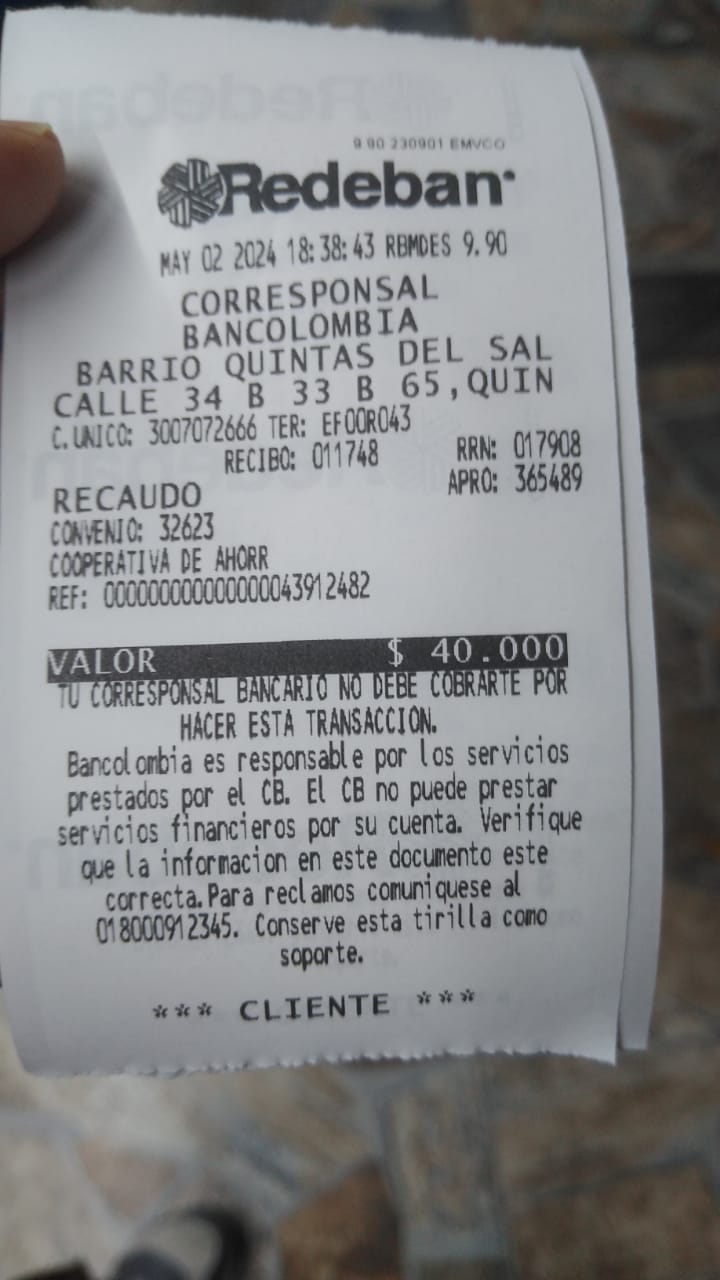 9.90 230901 EMVCO
Redeban
MAY 02 2024 18:38:43 RBMDES 9.90
CORRESPONSAL
BANCOLOMBIA
BARRIO QUINTAS DEL SAL
CALLE 34 B 33 B 65,QUIN
C.UNICO: 3007072666 TER: EF00R043
RECIBO: 011748 RRN: 017908
RECAUDO APRO: 365489
CONVENIO: 32623
COOPERATIVA DE AHORR
REF: 000000000000000043912482
VALOR $ 40.000
TU CORRESPONSAL BANCARIO NO DEBE COBRARTE POR
HACER ESTA TRANSACCION.
Bancolombia es responsable por los servicios
prestados por el CB. El CB no puede prestar
servicios financieros por su cuenta. Verifique
que la informacion en este documento este
correcta.Para reclamos comuniquese al
018000912345. Conserve esta tirilla como
soporte.
*** CLIENTE ***